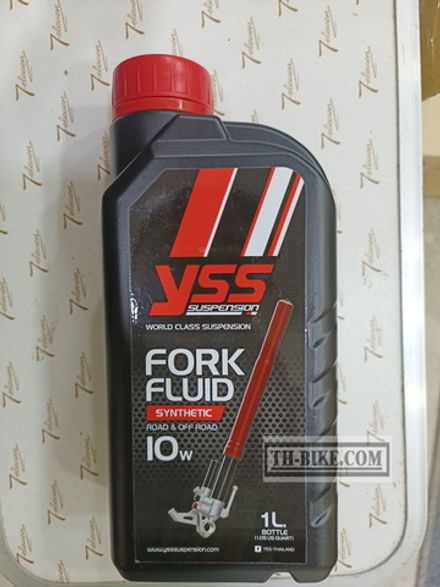 YSS
SUSPENSION
WORLD CLASS SUSPENSION
FORK
FLUID
SYNTHETIC
ROAD & OFF ROAD
10W
1L.
BOTTLE
(1.05 US QUART)
www.ysssuspension.com
YSS-THAILAND
TH-BIKE.COM